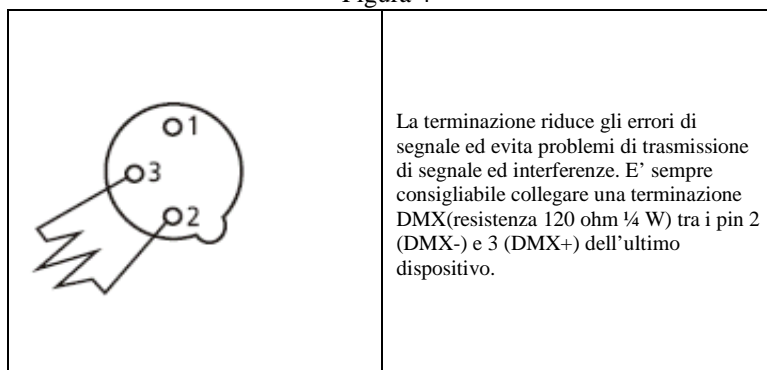 1
3
2
La terminazione riduce gli errori di
segnale ed evita problemi di trasmissione
di segnale ed interferenze. E’ sempre
consigliabile collegare una terminazione
DMX(resistenza 120 ohm ¼ W) tra i pin 2
(DMX-) e 3 (DMX+) dell’ultimo
dispositivo.